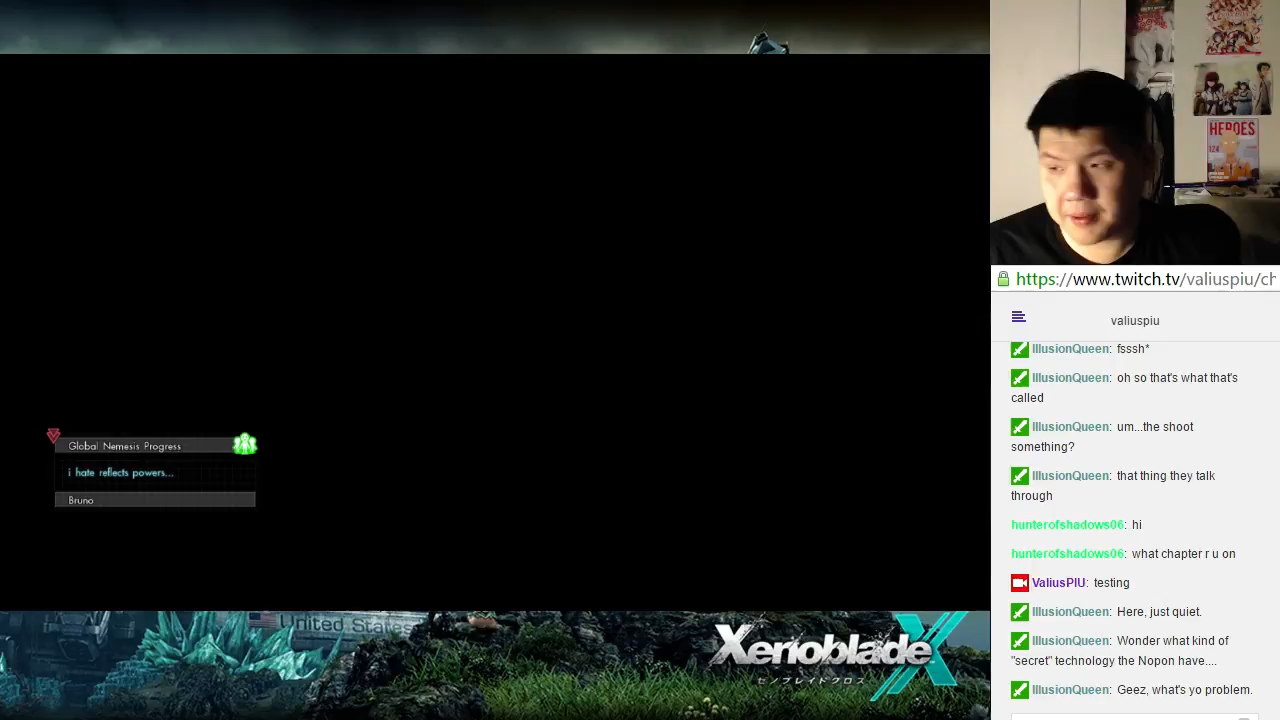 Global Nemesis Progress
i hate reflects powers...
Bruno
United States
XenobladeX
ゼノブレイドクロス
HEROES
https://www.twitch.tv/valiuspiu/ch
valiuspiu
IllusionQueen: fsssh*
IllusionQueen: oh so that's what that's
called
IllusionQueen: um...the shoot
something?
IllusionQueen: that thing they talk
through
hunterofshadows06: hi
hunterofshadows06: what chapter r u on
ValiusPIU: testing
IllusionQueen: Here, just quiet.
IllusionQueen: Wonder what kind of
"secret" technology the Nopon have....
IllusionQueen: Geez, what's yo problem.